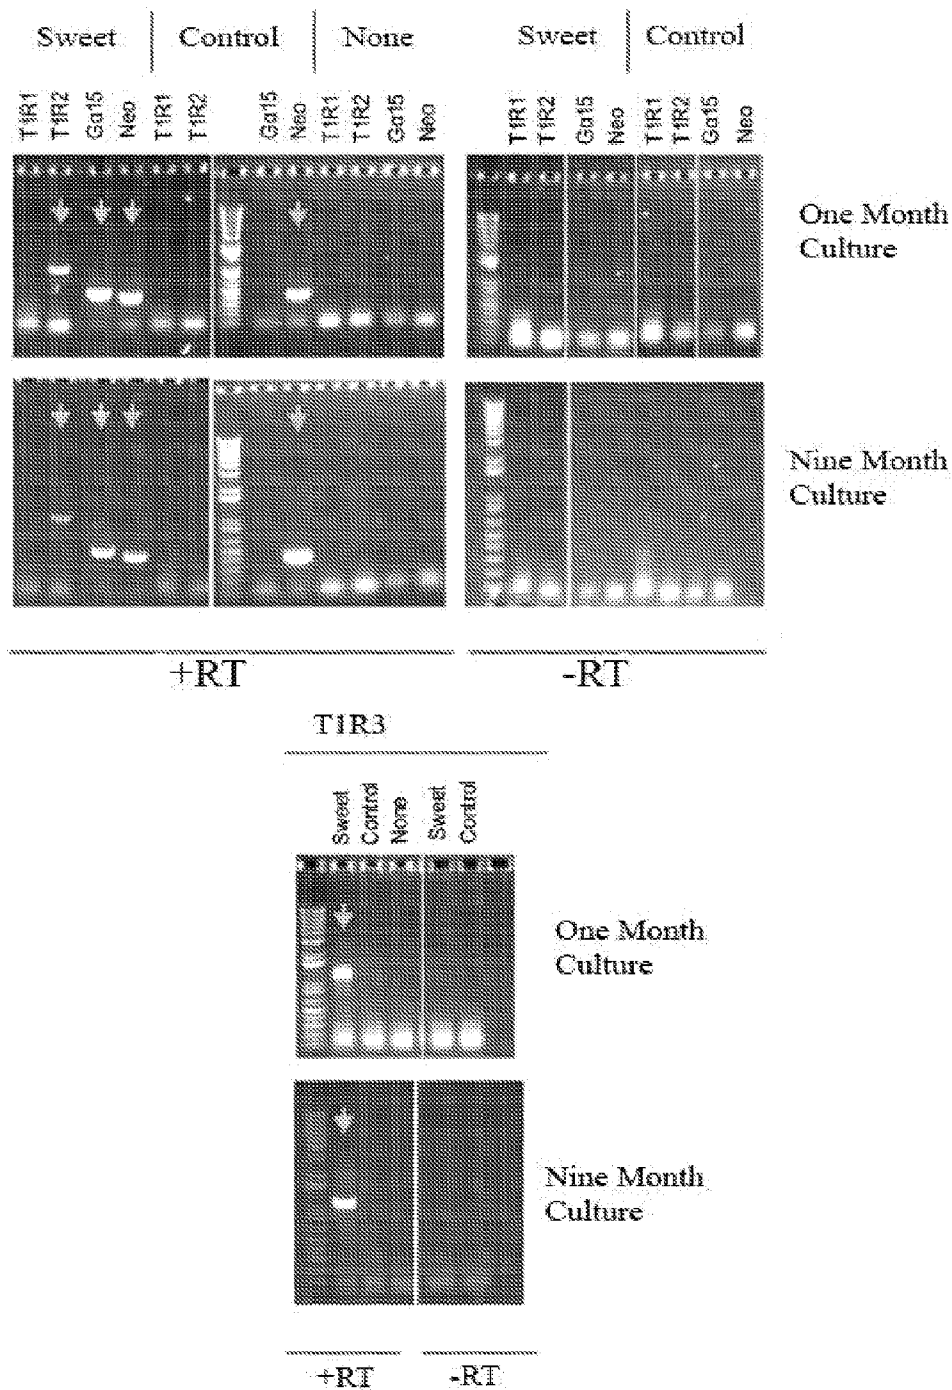 Sweet Control None Sweet Control
T1R1 T1R2 Gα15 Neo T1R1 T1R2 Gα15 Neo T1R1 T1R2 Gα15 Neo T1R1 T1R2 Gα15 Neo T1R1 T1R2 Gα15 Neo
One Month
Culture
Nine Month
Culture
+RT -RT
T1R3
Sweet Control None Sweet Control
One Month
Culture
Nine Month
Culture
+RT -RT